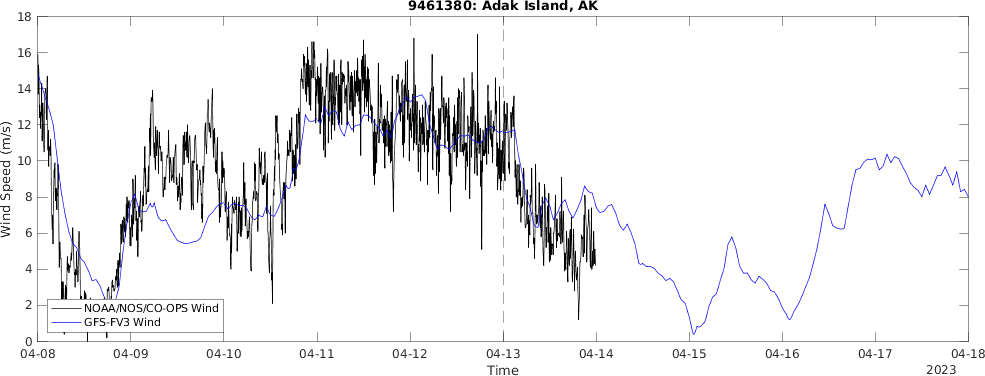 9461380: Adak Island, AK
Wind Speed (m/s)
18
16
14
12
10
8
6
4
2
0
NOAA/NOS/CO-OPS Wind
GFS-FV3 Wind
04-08 04-09 04-10 04-11 04-12 04-13 04-14 04-15 04-16 04-17 04-18
Time
2023